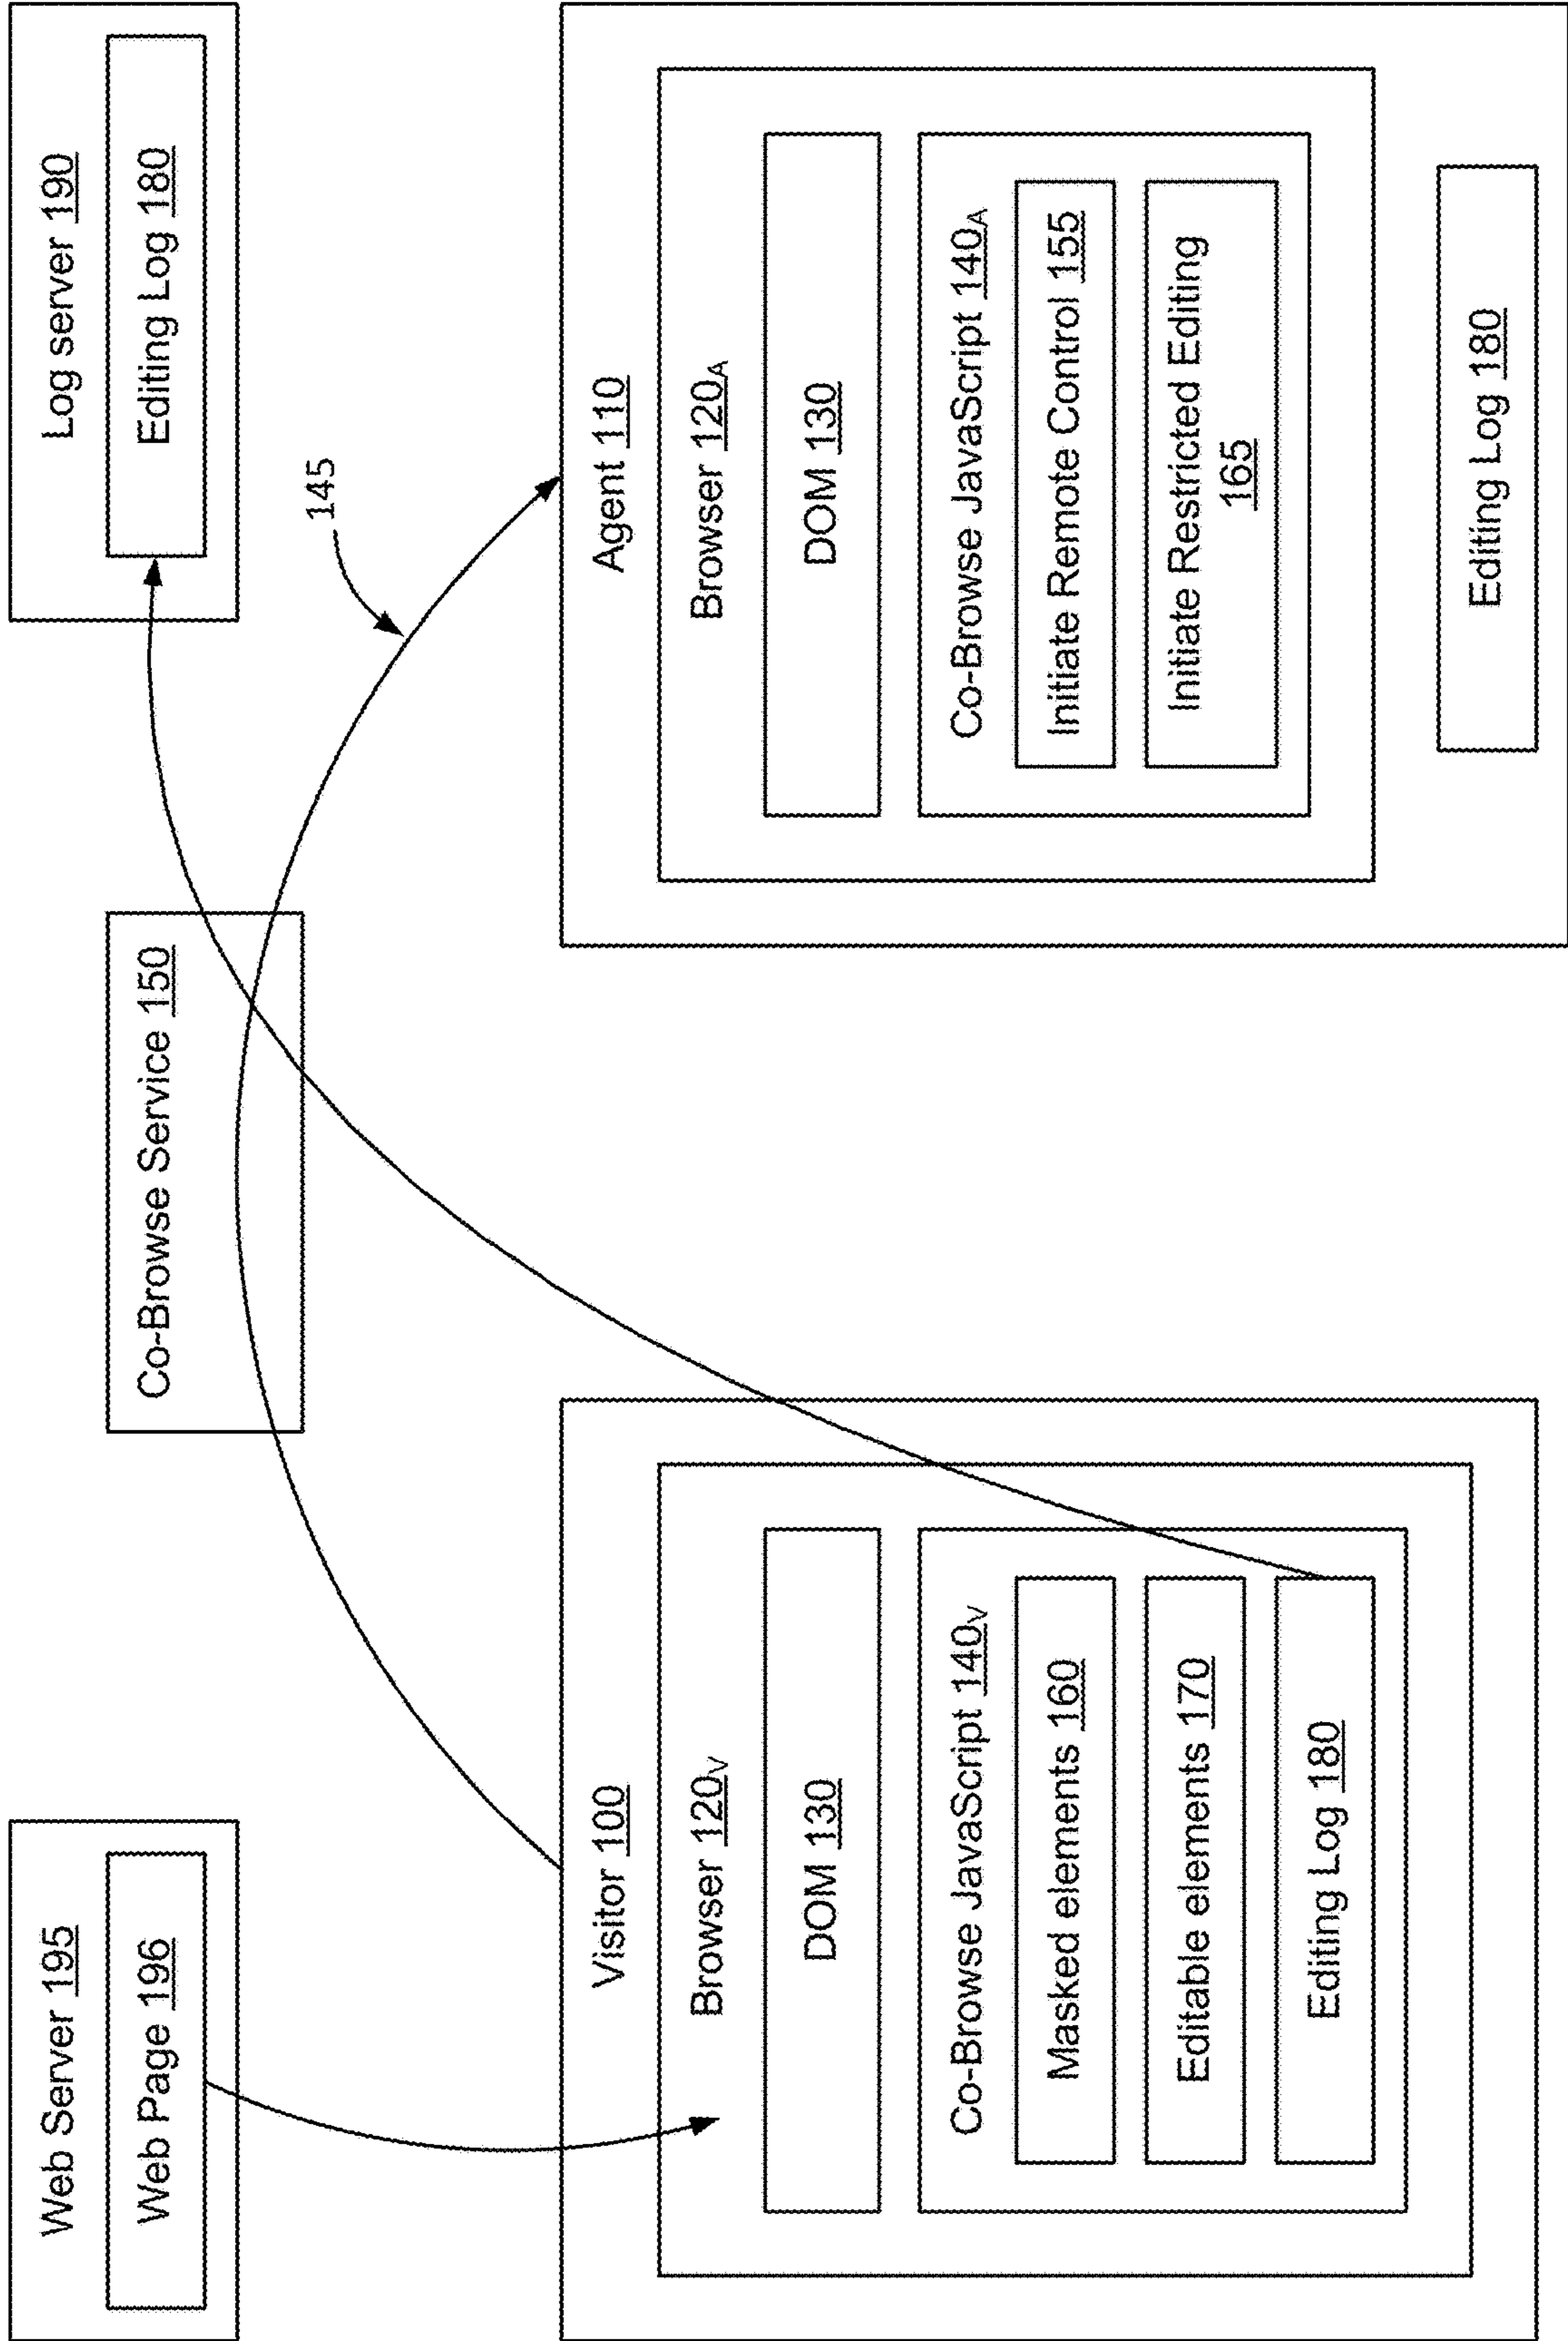 Web Server 195
Web Page 196
Co-Browse Service 150
Log server 190
Editing Log 180
145
Visitor 100
Browser 120V
DOM 130
Co-Browse JavaScript 140V
Masked elements 160
Editable elements 170
Editing Log 180
Agent 110
Browser 120A
DOM 130
Co-Browse JavaScript 140A
Initiate Remote Control 155
Initiate Restricted Editing
165
Editing Log 180